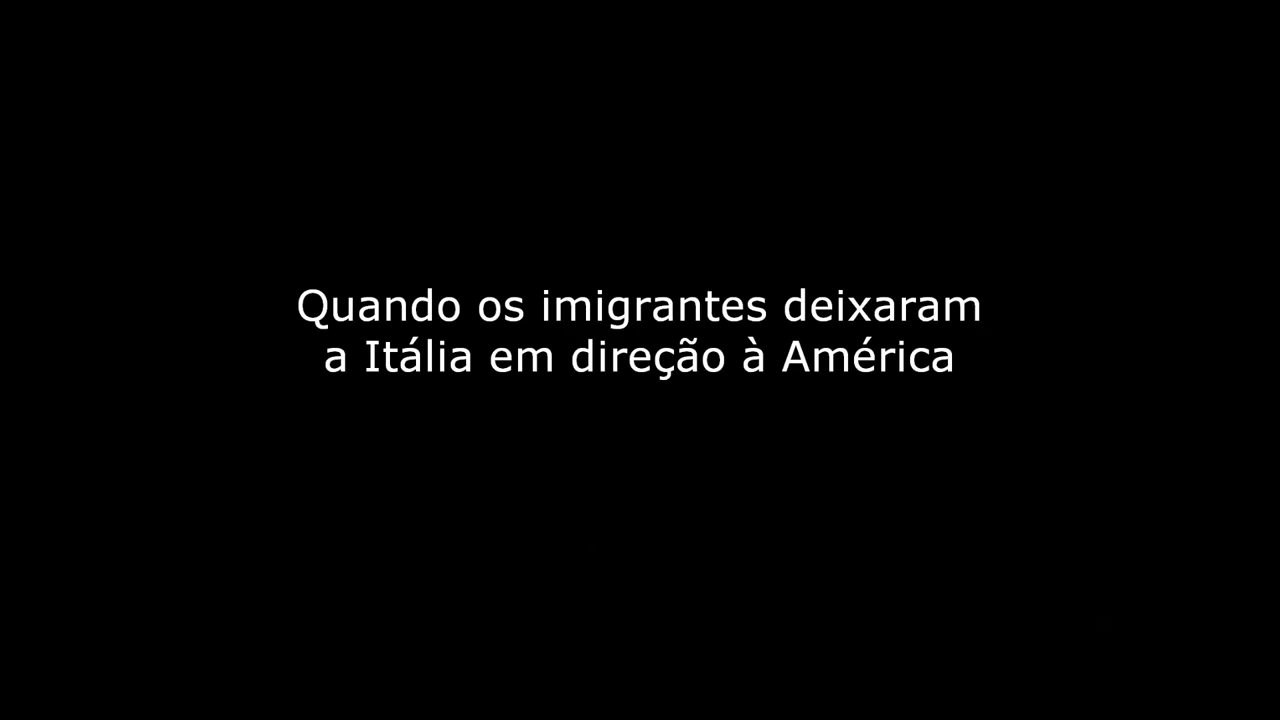 Quando os imigrantes deixaram
a Itália em direção à América